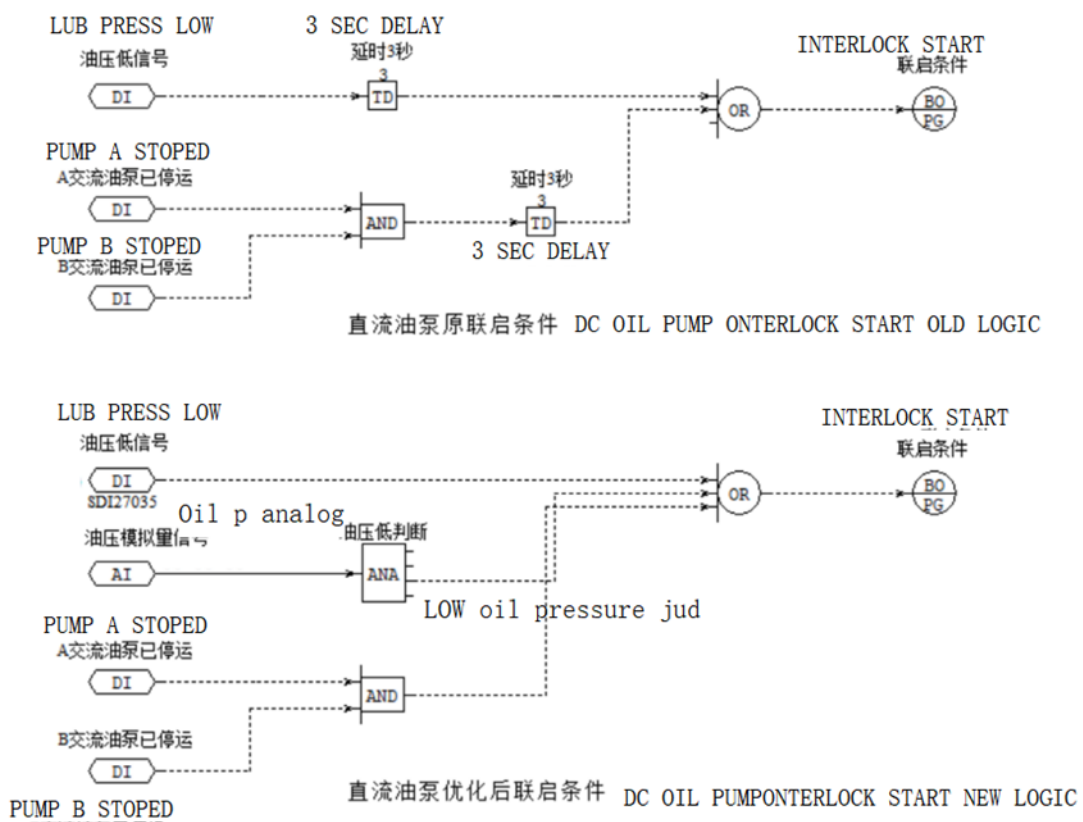 LUB PRESS LOW
3 SEC DELAY
油压低信号
延时3秒
INTERLOCK START
联启条件
3
DI
TD
OR
BO
PG
PUMP A STOPED
A交流油泵已停运
延时3秒
3
DI
AND
TD
PUMP B STOPED
3 SEC DELAY
B交流油泵已停运
DI
直流油泵原联启条件 DC OIL PUMP ONTERLOCK START OLD LOGIC
LUB PRESS LOW
INTERLOCK START
油压低信号
联启条件
DI
SDI27035
OR
BO
PG
Oil p analog
油压模拟量信号
油压低判断
AI
ANA
LOW oil pressure jud
PUMP A STOPED
A交流油泵已停运
DI
AND
B交流油泵已停运
DI
直流油泵优化后联启条件 DC OIL PUMPONTERLOCK START NEW LOGIC
PUMP B STOPED